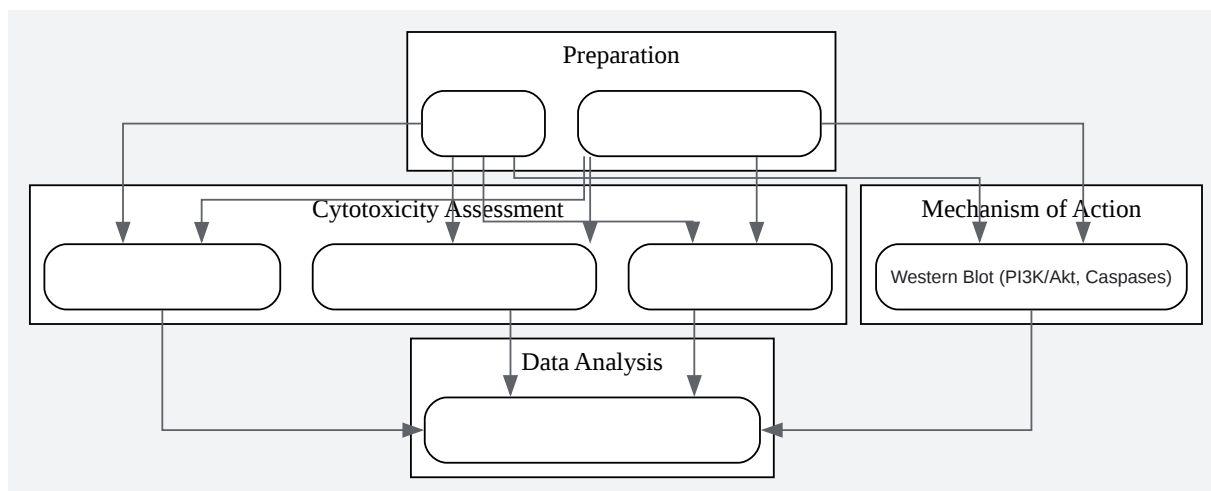 Preparation
Cytotoxicity Assessment
Mechanism of Action
Western Blot (PI3K/Akt, Caspases)
Data Analysis